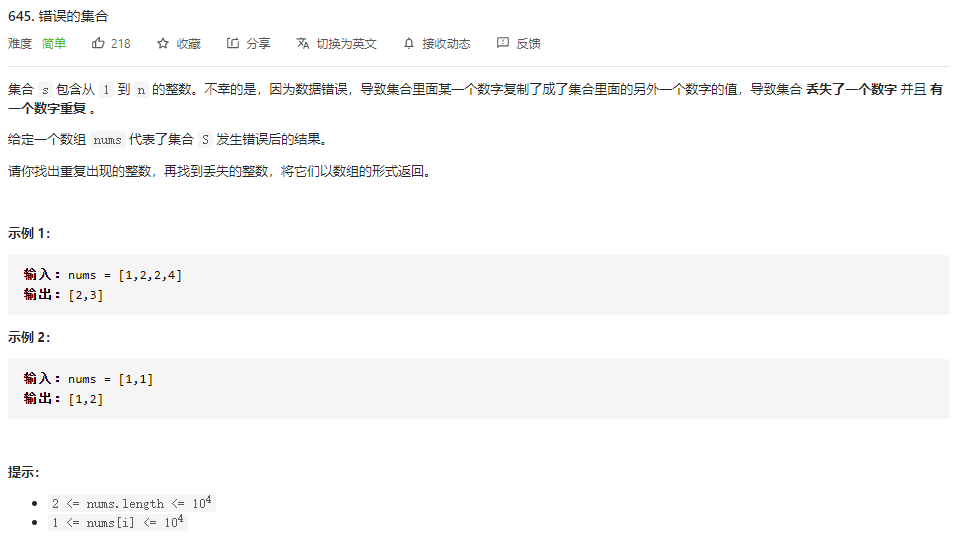 645. 错误的集合
难度 简单 218 收藏 分享 切换为英文 接收动态 反馈
集合 s 包含从 1 到 n 的整数。不幸的是，因为数据错误，导致集合里面某一个数字复制了成了集合里面的另外一个数字的值，导致集合 丢失了一个数字 并且 有
一个数字重复 。
给定一个数组 nums 代表了集合 S 发生错误后的结果。
请你找出重复出现的整数，再找到丢失的整数，将它们以数组的形式返回。
示例 1：
输入：nums = [1,2,2,4]
输出：[2,3]
示例 2：
输入：nums = [1,1]
输出：[1,2]
提示：
2 <= nums.length <= 10⁴
1 <= nums[i] <= 10⁴